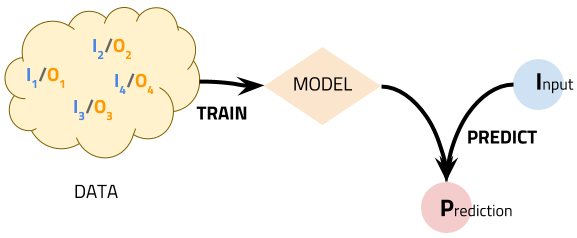 I2/O2
I1/O1
I4/O4
I3/O3
TRAIN
MODEL
Input
PREDICT
DATA
Prediction